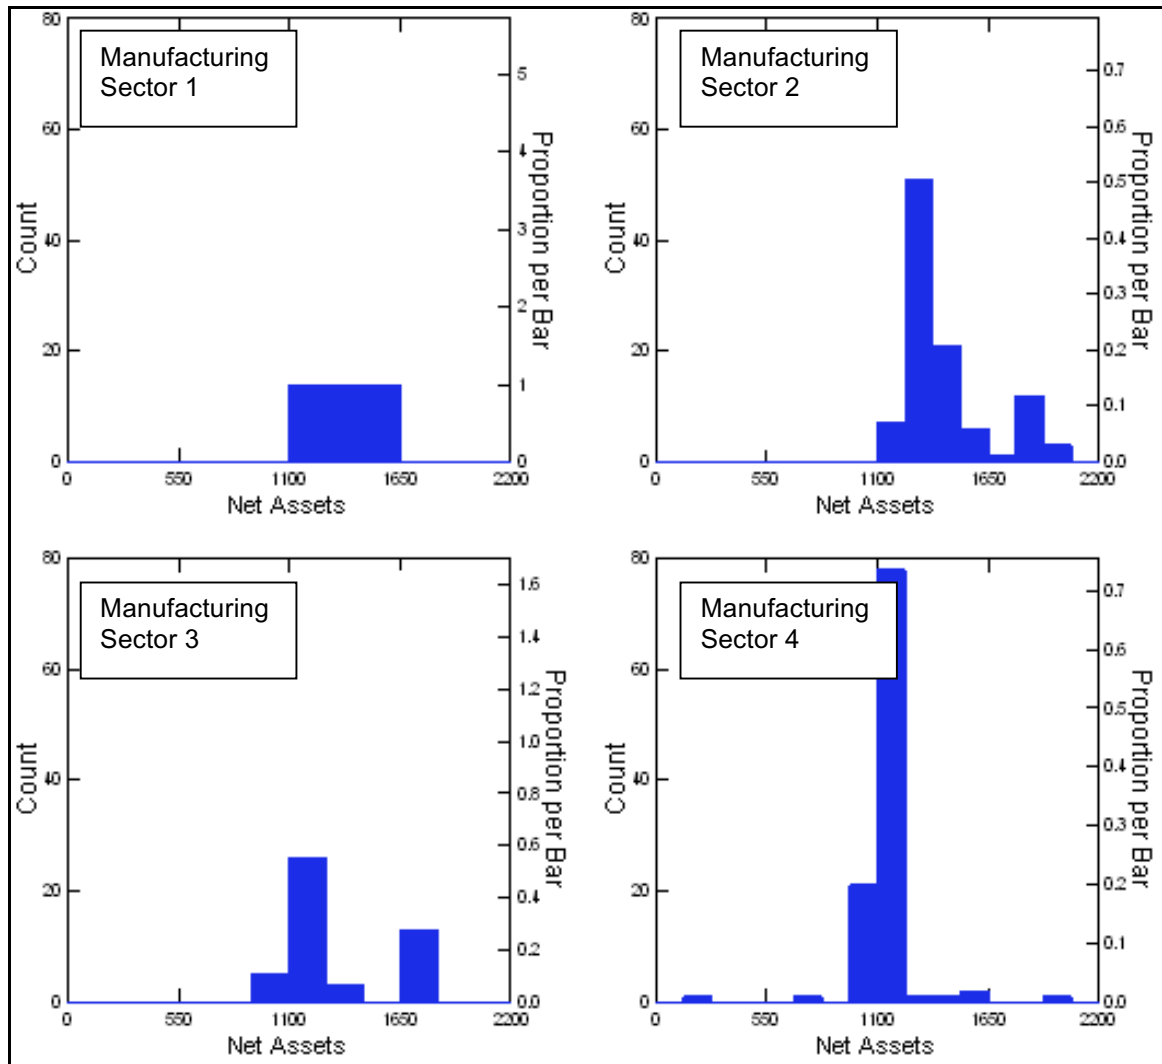 Manufacturing
Sector 1
80
60
40
20
0
Count
5
4
3
2
1
0
Proportion per Bar
0 550 1100 1650 2200
Net Assets
Manufacturing
Sector 2
80
60
40
20
0
Count
0.7
0.6
0.5
0.4
0.3
0.2
0.1
0.0
Proportion per Bar
0 550 1100 1650 2200
Net Assets
Manufacturing
Sector 3
80
60
40
20
0
Count
1.6
1.4
1.2
1.0
0.8
0.6
0.4
0.2
0.0
Proportion per Bar
0 550 1100 1650 2200
Net Assets
Manufacturing
Sector 4
80
60
40
20
0
Count
0.7
0.6
0.5
0.4
0.3
0.2
0.1
0.0
Proportion per Bar
0 550 1100 1650 2200
Net Assets